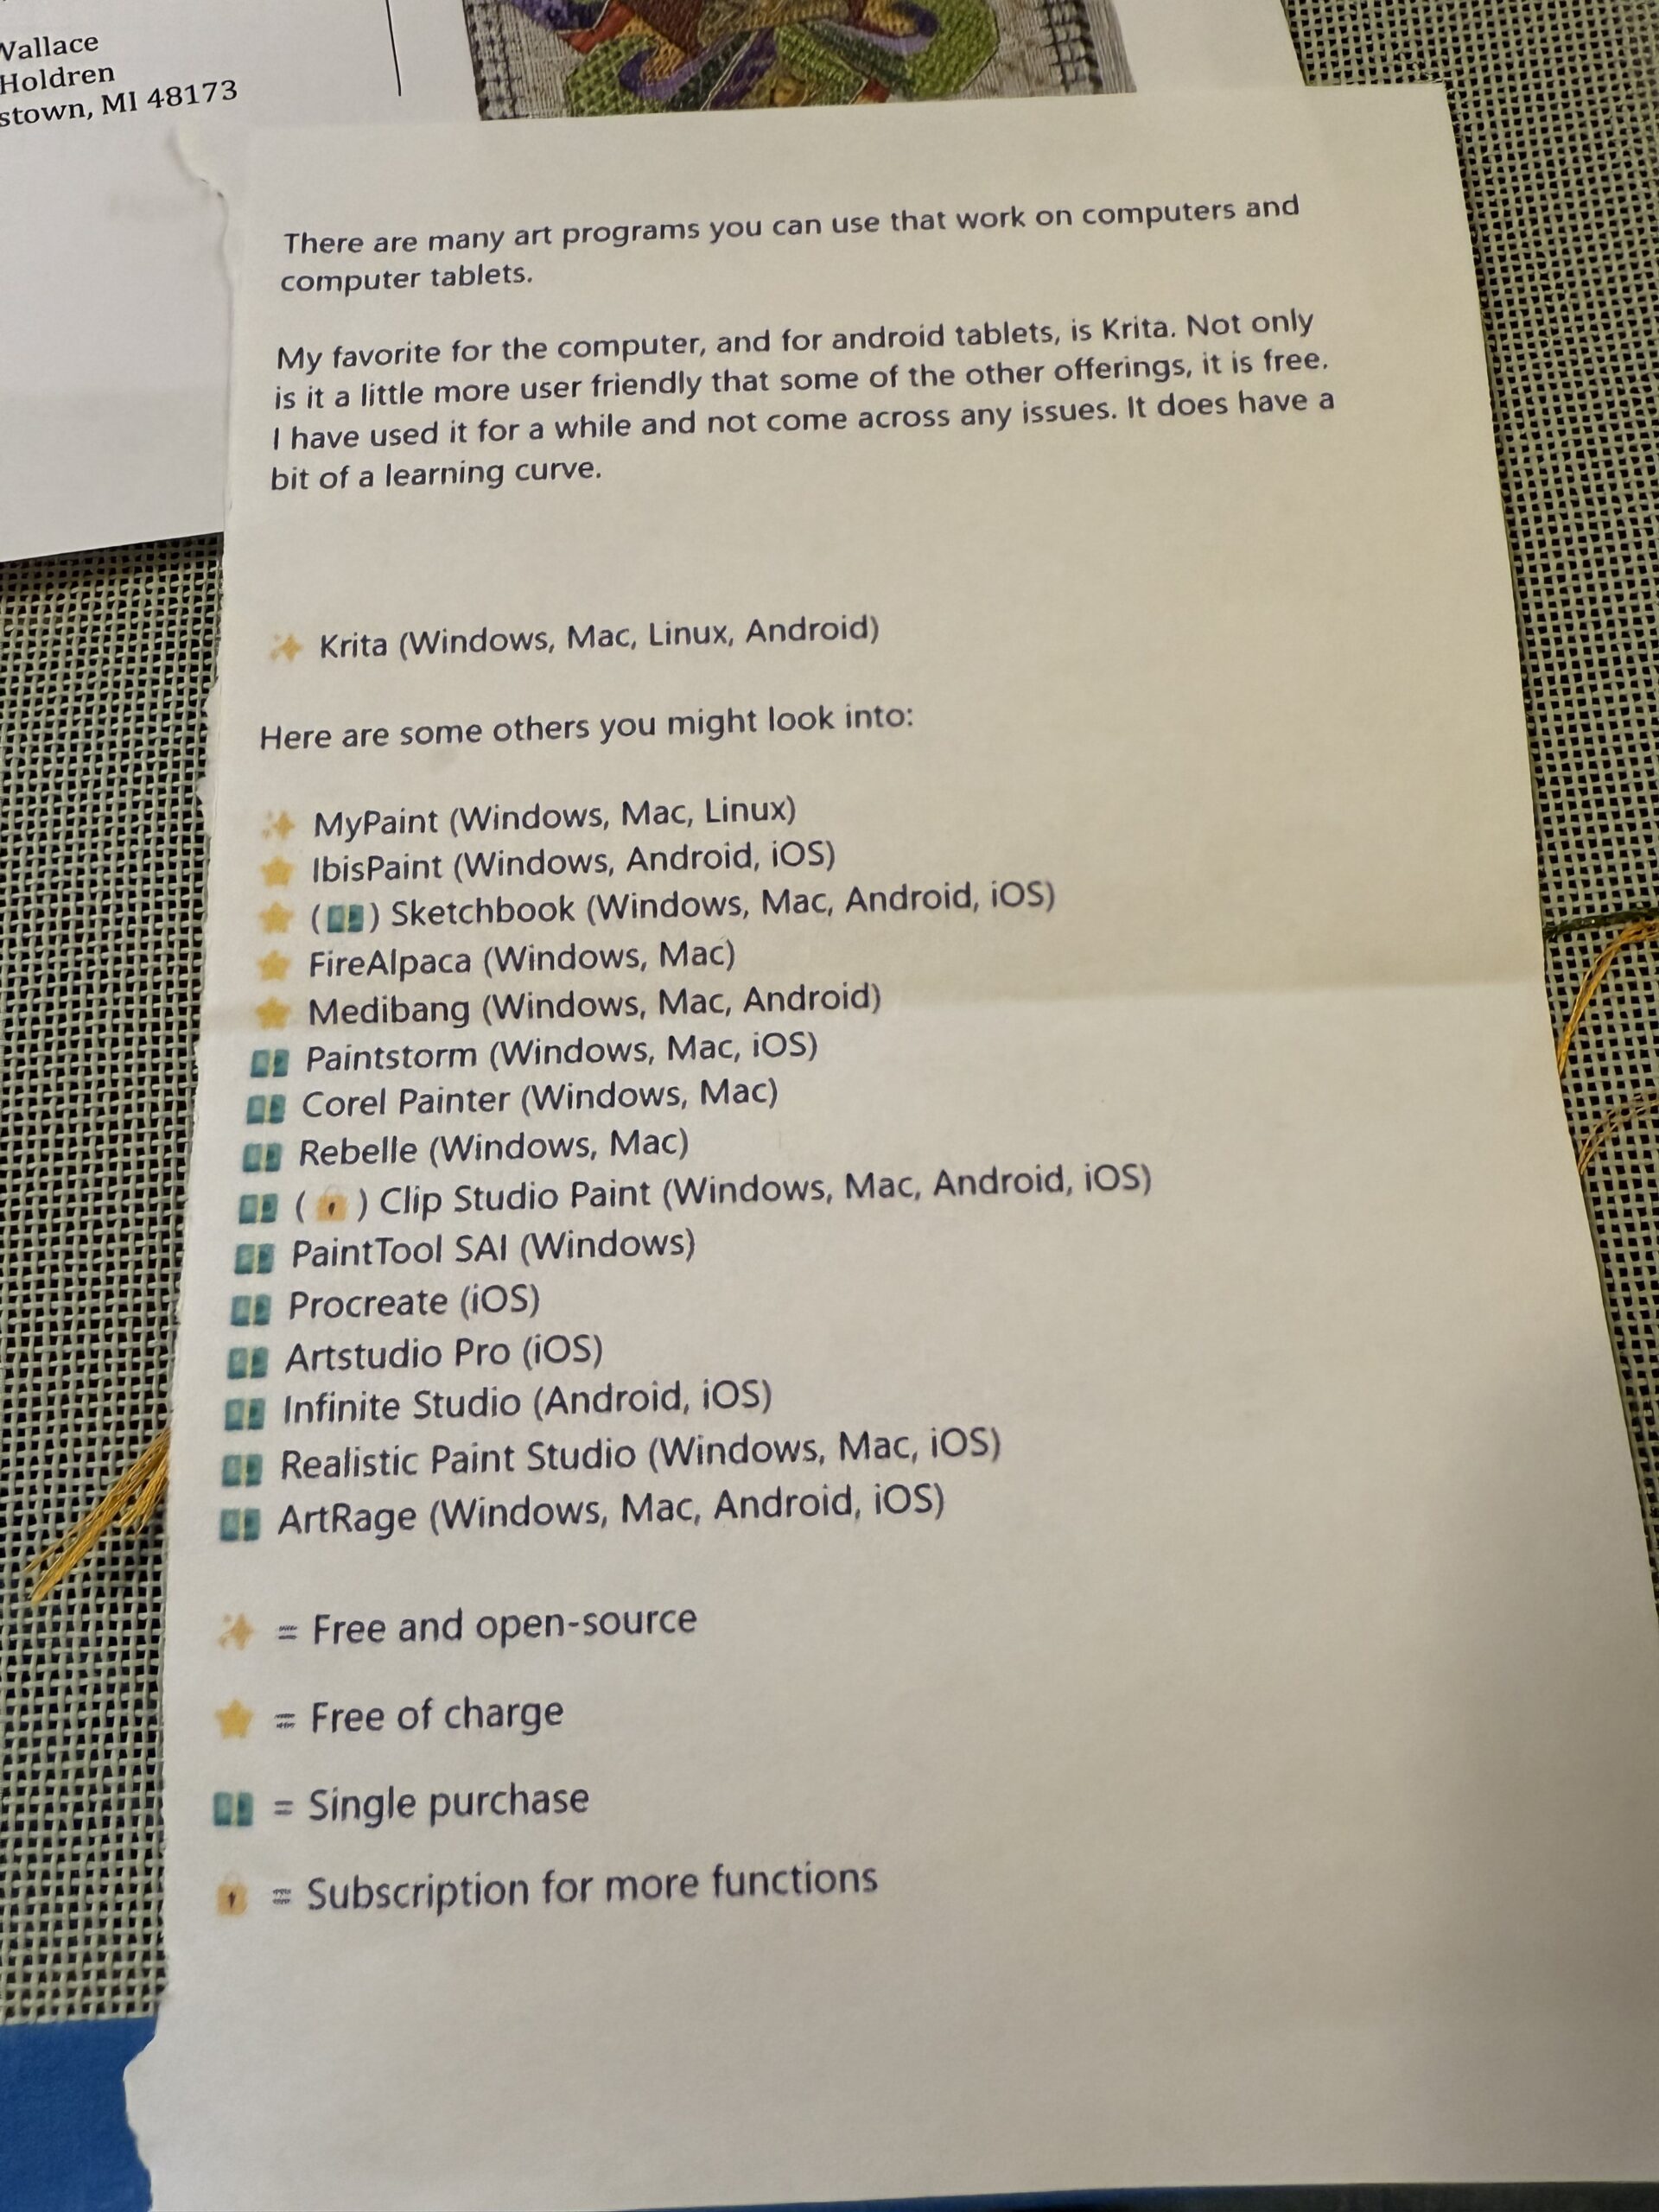 Wallace
Holdren
stown, MI 48173
There are many art programs you can use that work on computers and
computer tablets.
My favorite for the computer, and for android tablets, is Krita. Not only
is it a little more user friendly that some of the other offerings, it is free.
I have used it for a while and not come across any issues. It does have a
bit of a learning curve.
✨ Krita (Windows, Mac, Linux, Android)
Here are some others you might look into:
✨ MyPaint (Windows, Mac, Linux)
⭐ IbisPaint (Windows, Android, iOS)
⭐ (💵) Sketchbook (Windows, Mac, Android, iOS)
⭐ FireAlpaca (Windows, Mac)
⭐ Medibang (Windows, Mac, Android)
💵 Paintstorm (Windows, Mac, iOS)
💵 Corel Painter (Windows, Mac)
💵 Rebelle (Windows, Mac)
💵 (🔒) Clip Studio Paint (Windows, Mac, Android, iOS)
💵 PaintTool SAI (Windows)
💵 Procreate (iOS)
💵 Artstudio Pro (iOS)
💵 Infinite Studio (Android, iOS)
💵 Realistic Paint Studio (Windows, Mac, iOS)
💵 ArtRage (Windows, Mac, Android, iOS)
✨ = Free and open-source
⭐ = Free of charge
💵 = Single purchase
🔒 = Subscription for more functions